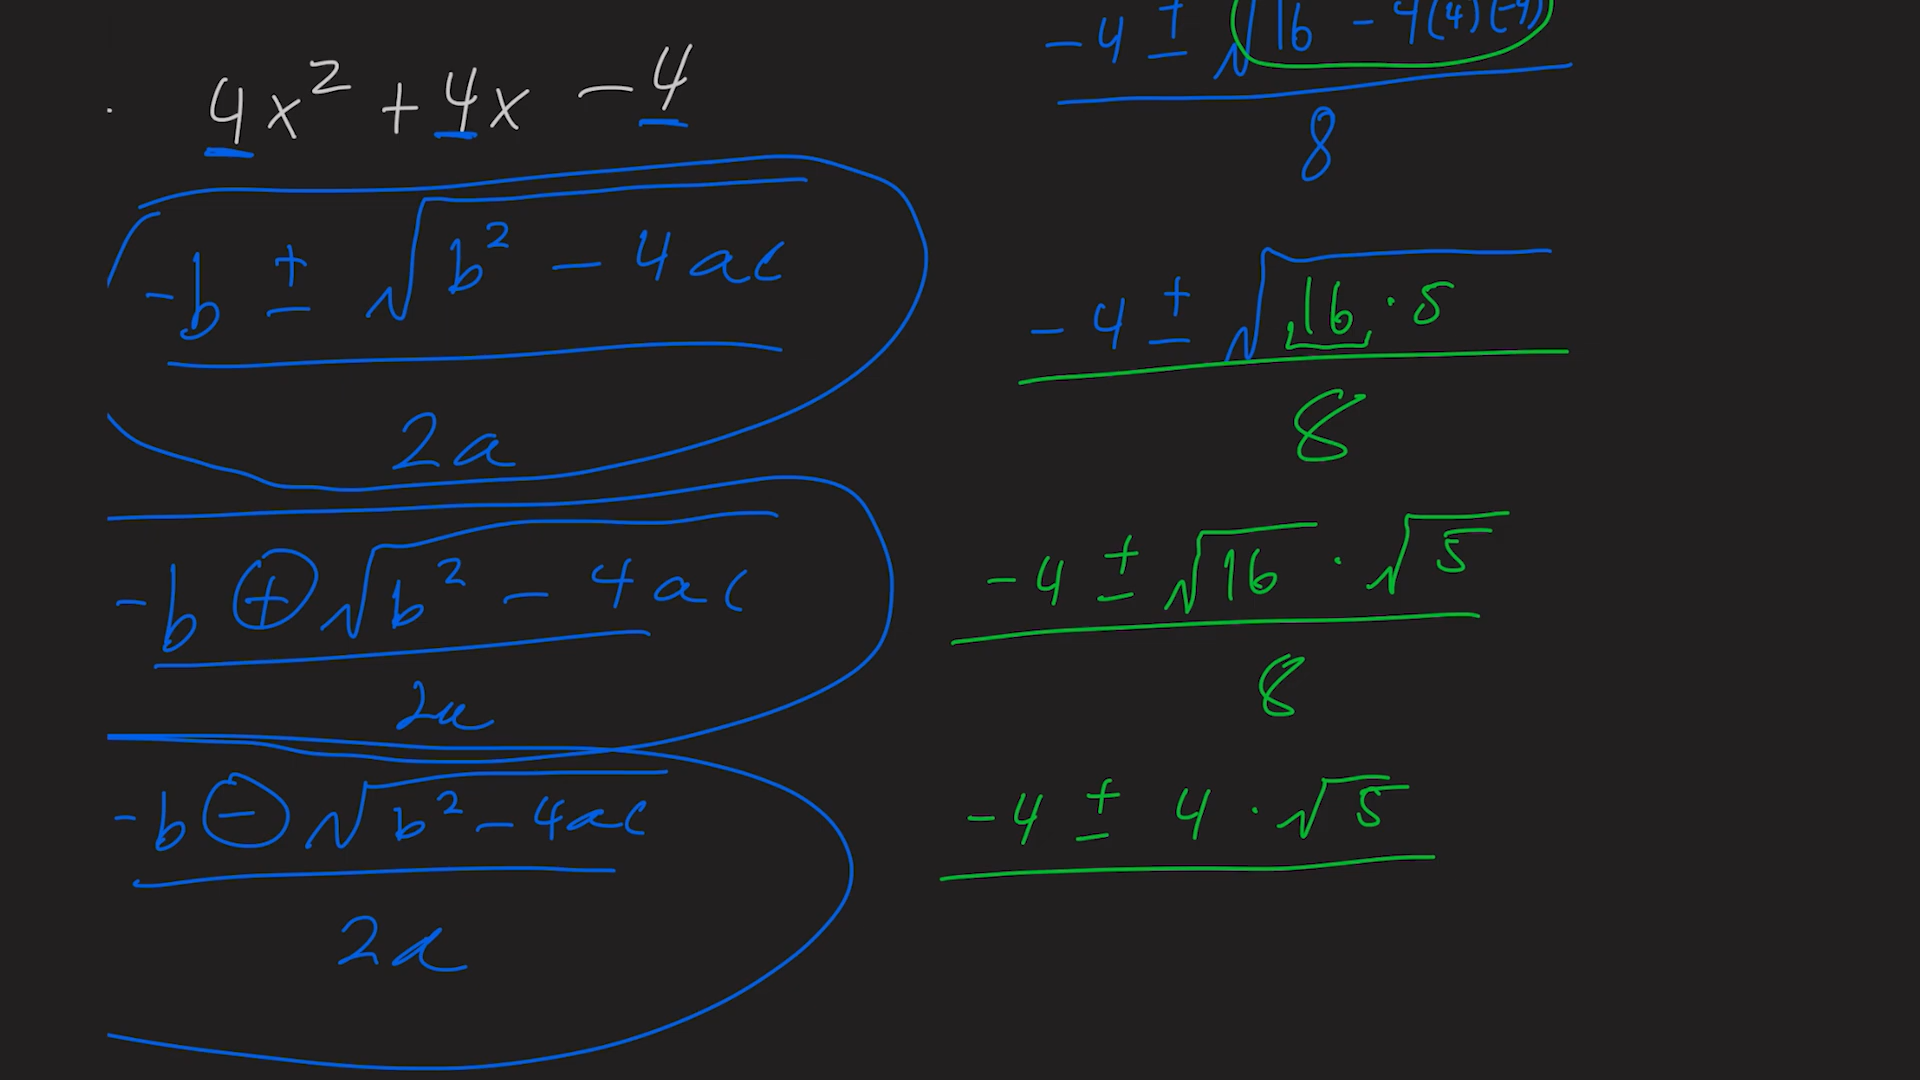 4x² + 4x - 4
-b ± √b² - 4ac
2a
-b + √b² - 4ac
2a
-b - √b² - 4ac
2a
-4 ± √16 - 4(4)(-4)
8
-4 ± √16 · 5
8
-4 ± √16 · √5
8
-4 ± 4 · √5